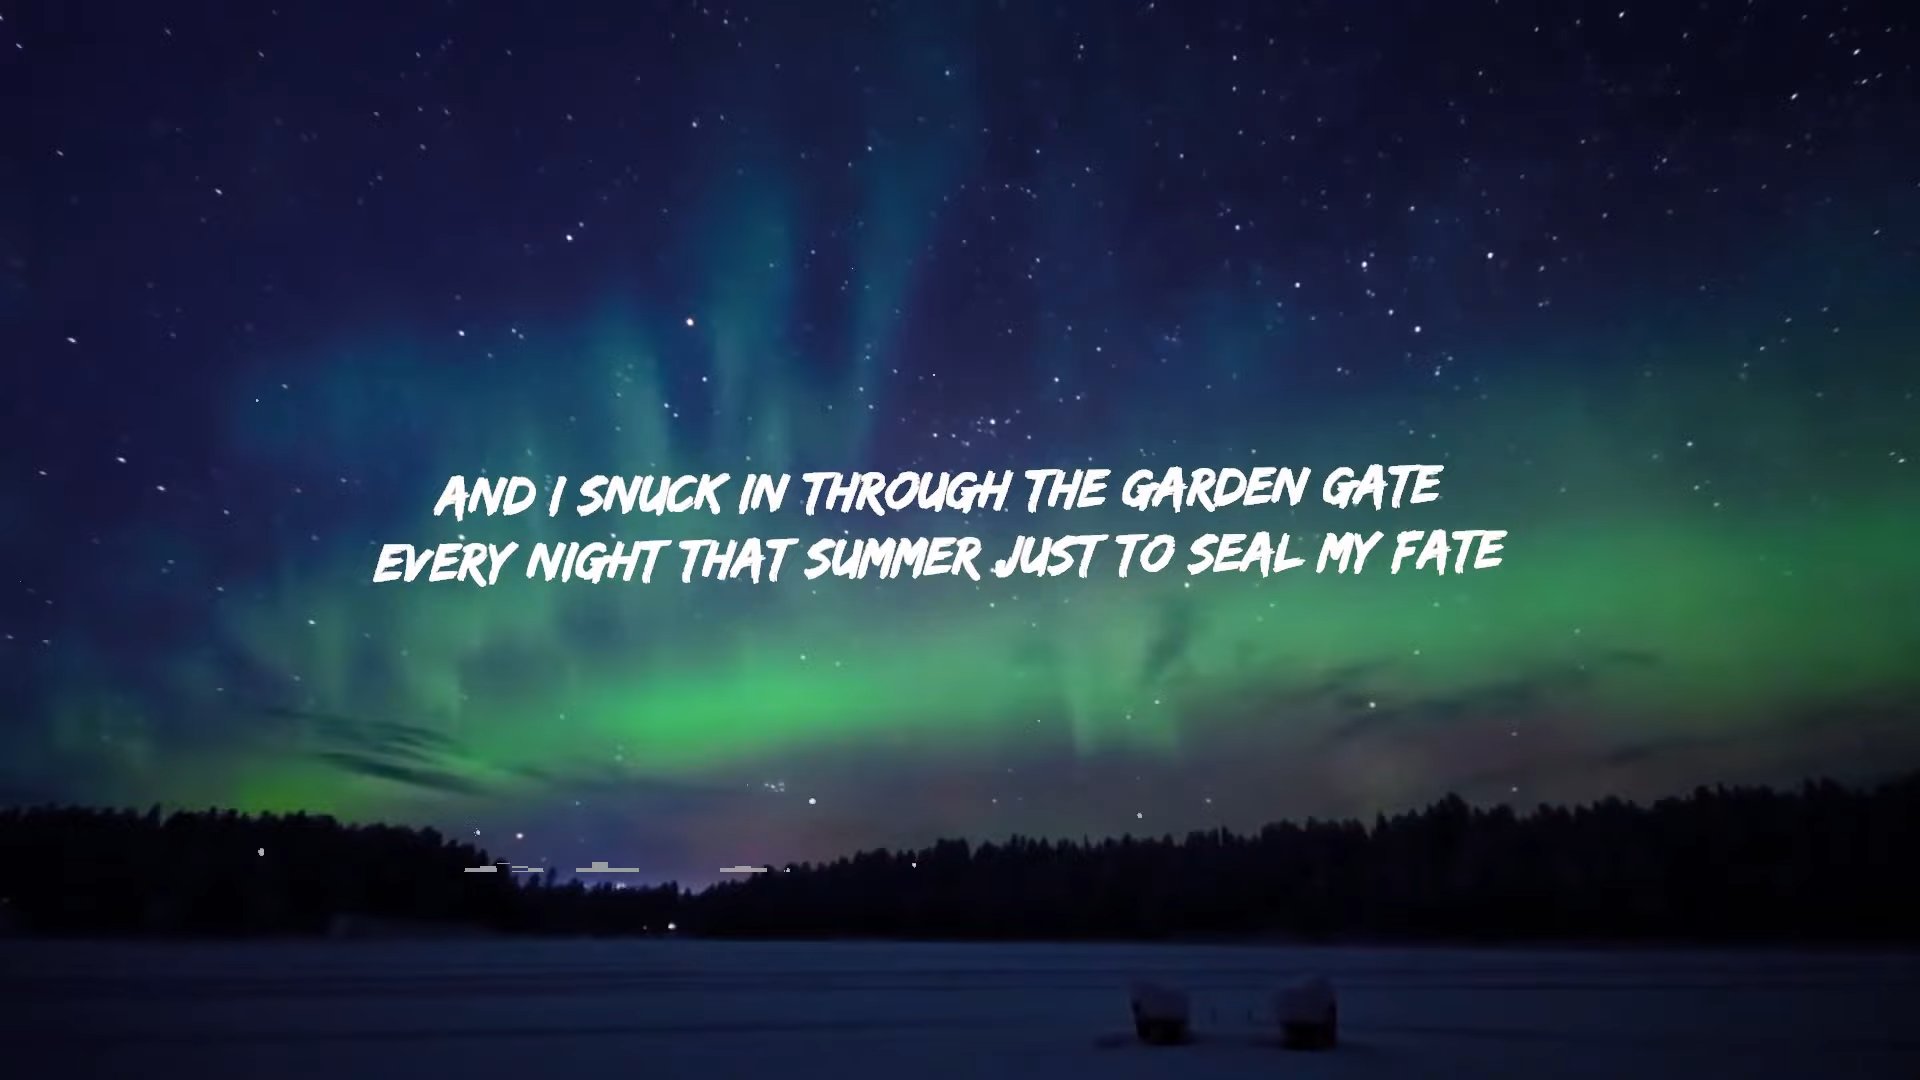 AND I SNUCK IN THROUGH THE GARDEN GATE
EVERY NIGHT THAT SUMMER JUST TO SEAL MY FATE